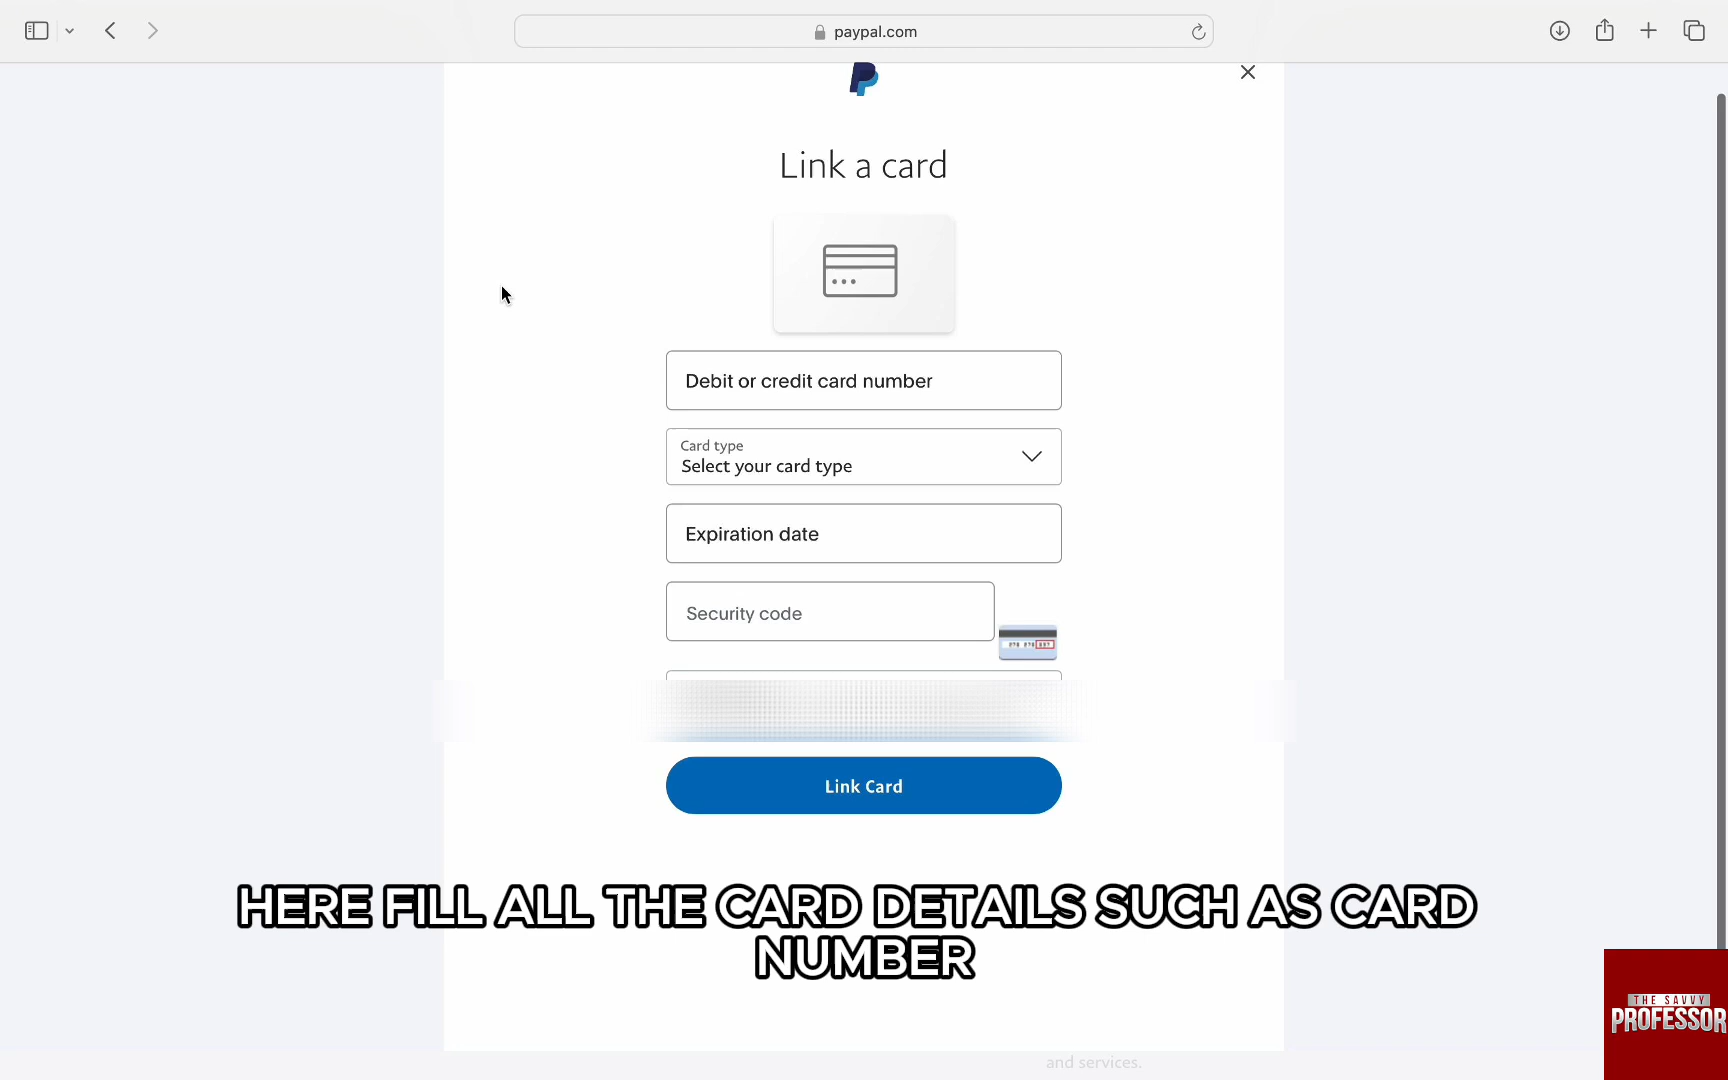 paypal.com
Link a card
Debit or credit card number
Card type
Select your card type
Expiration date
Security code
Link Card
HERE FILL ALL THE CARD DETAILS SUCH AS CARD
NUMBER
THE SAVVY
PROFESSOR
and services.